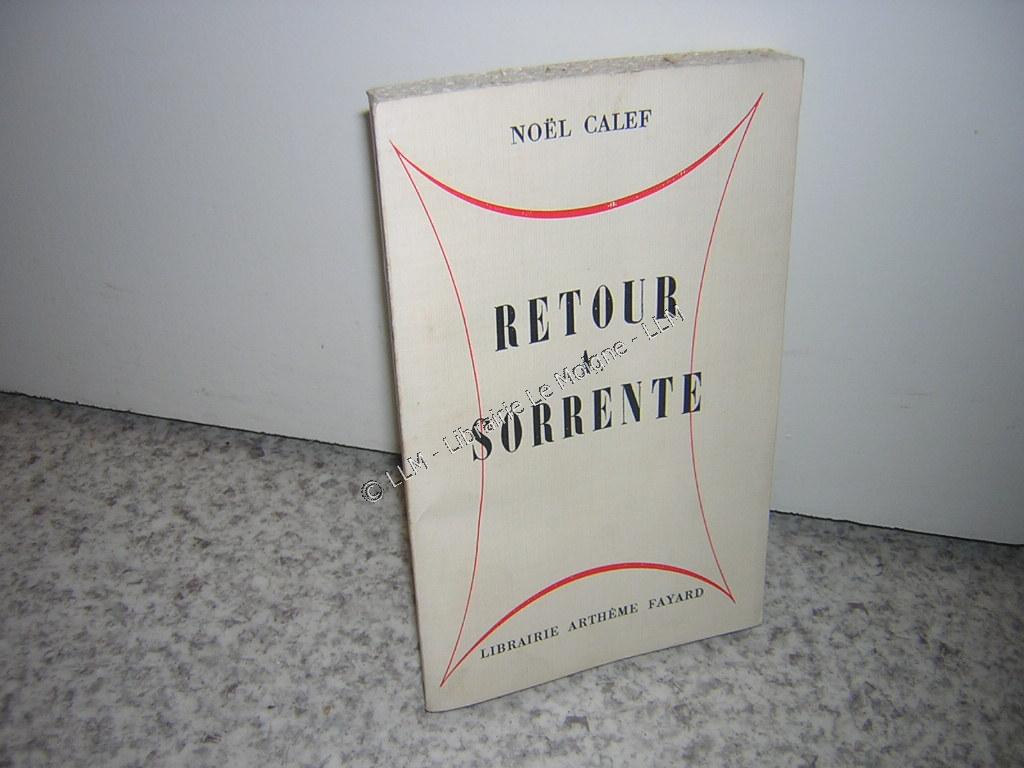 NOËL CALEF
RETOUR
A
SORRENTE
© LLM - Librairie Le Moigne - LLM
LIBRAIRIE ARTHÈME FAYARD